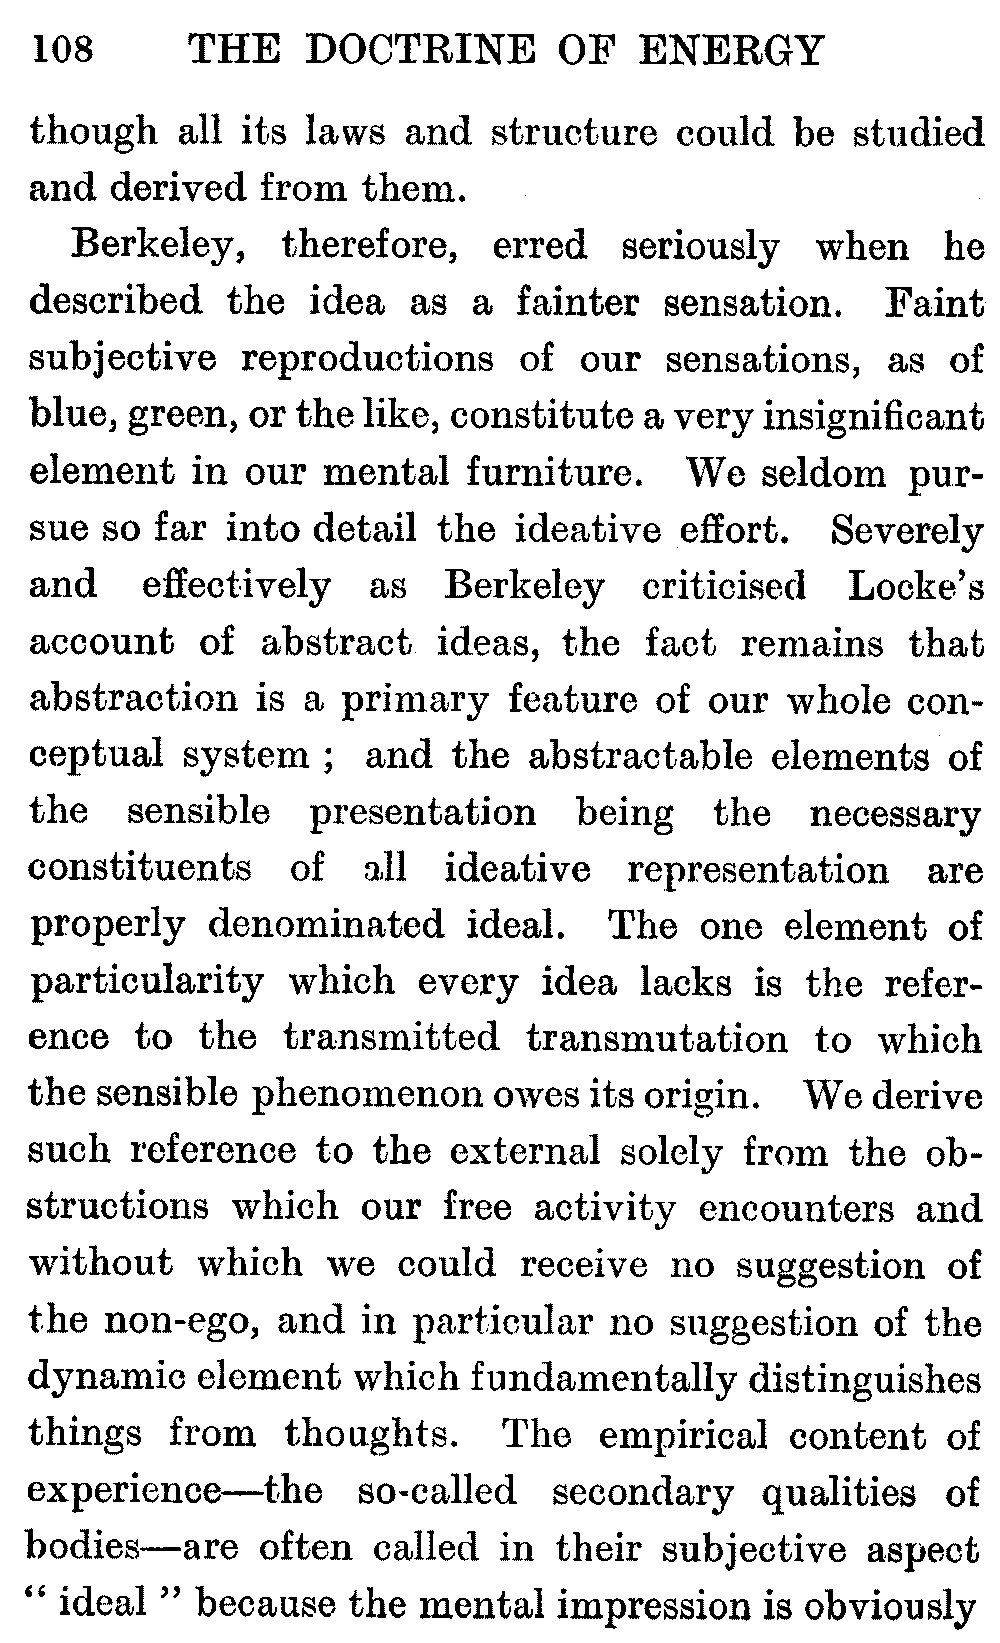 108 THE DOCTRINE OF ENERGY
though all its laws and structure could be studied
and derived from them.
Berkeley, therefore, erred seriously when he
described the idea as a fainter sensation. Faint
subjective reproductions of our sensations, as of
blue, green, or the like, constitute a very insignificant
element in our mental furniture. We seldom pur-
sue so far into detail the ideative effort. Severely
and effectively as Berkeley criticised Locke's
account of abstract ideas, the fact remains that
abstraction is a primary feature of our whole con-
ceptual system ; and the abstractable elements of
the sensible presentation being the necessary
constituents of all ideative representation are
properly denominated ideal. The one element of
particularity which every idea lacks is the refer-
ence to the transmitted transmutation to which
the sensible phenomenon owes its origin. We derive
such reference to the external solely from the ob-
structions which our free activity encounters and
without which we could receive no suggestion of
the non-ego, and in particular no suggestion of the
dynamic element which fundamentally distinguishes
things from thoughts. The empirical content of
experience—the so-called secondary qualities of
bodies—are often called in their subjective aspect
“ ideal ” because the mental impression is obviously